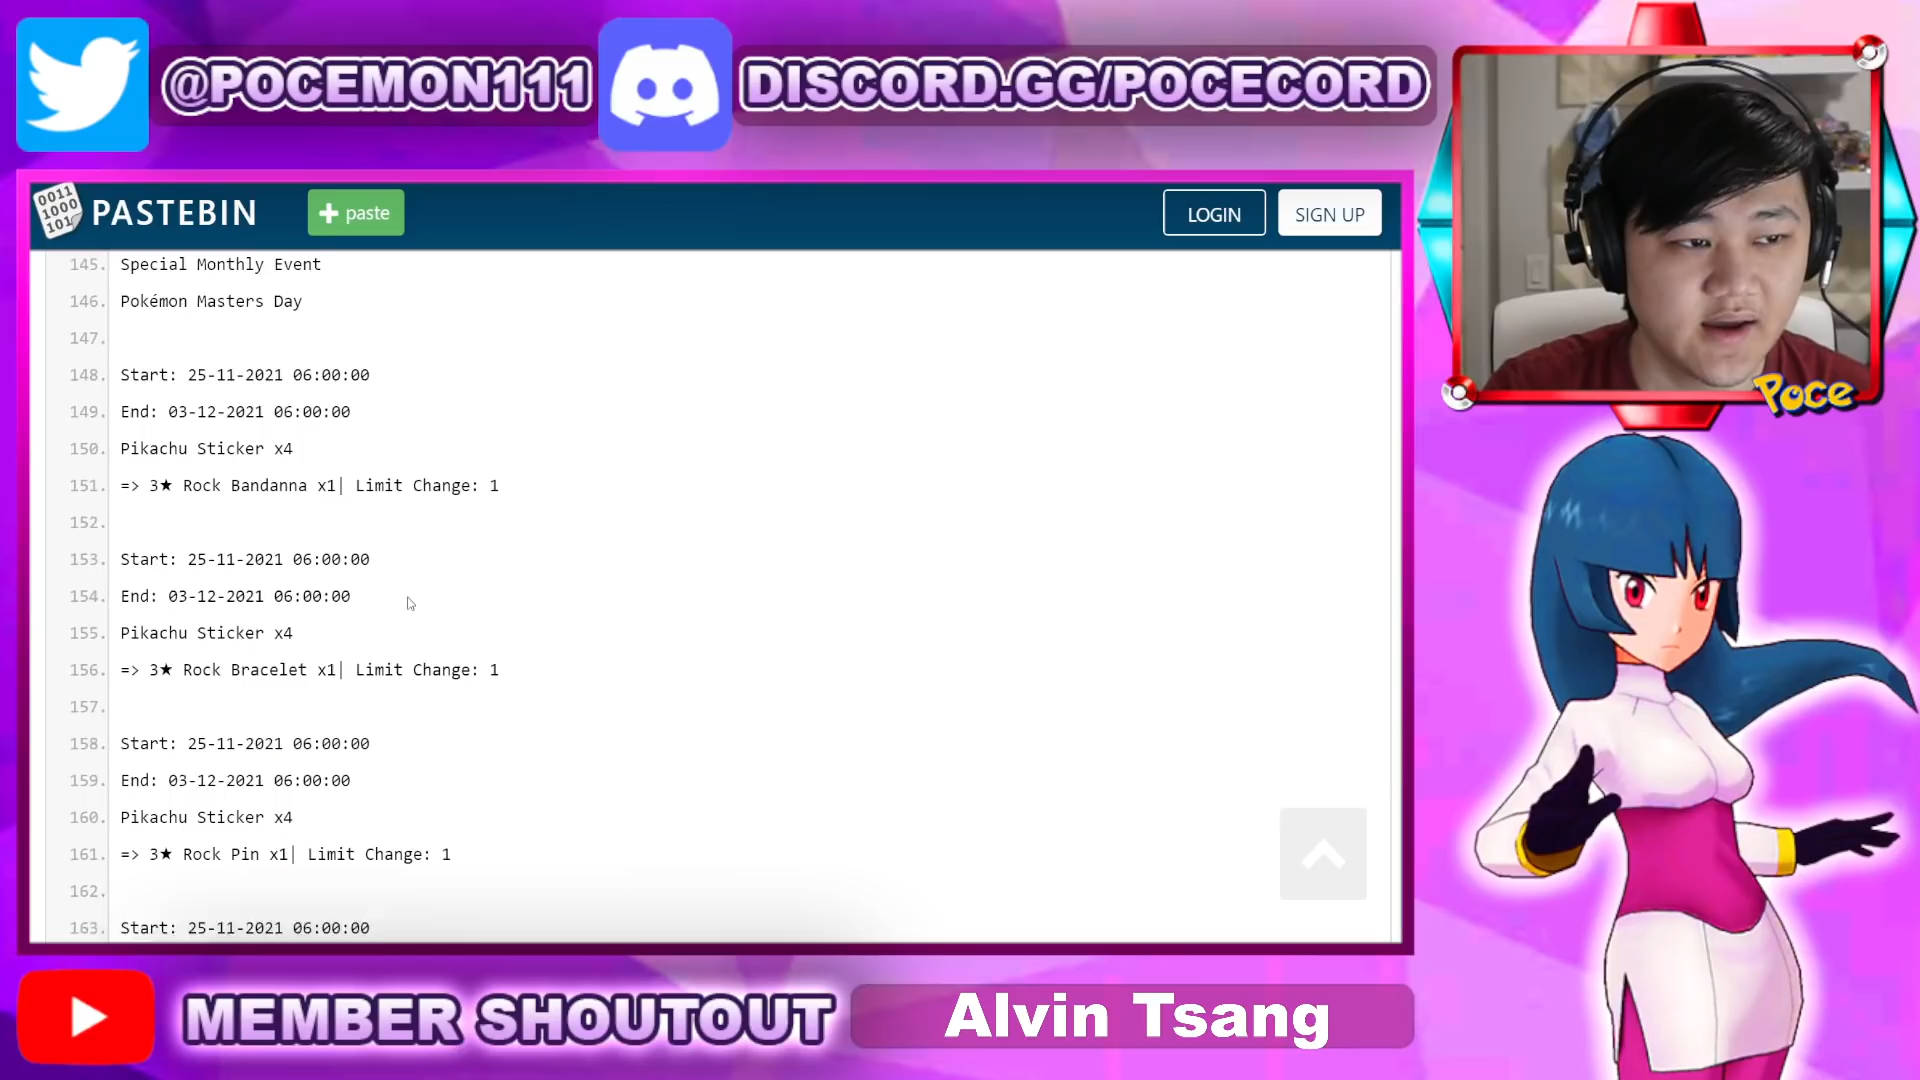 @POCEMON111
DISCORD.GG/POCECORD
0011
1000
101
PASTEBIN
+ paste
LOGIN
SIGN UP
145. Special Monthly Event
146. Pokémon Masters Day
147.
148. Start: 25-11-2021 06:00:00
149. End: 03-12-2021 06:00:00
150. Pikachu Sticker x4
151. => 3★ Rock Bandanna x1| Limit Change: 1
152.
153. Start: 25-11-2021 06:00:00
154. End: 03-12-2021 06:00:00
155. Pikachu Sticker x4
156. => 3★ Rock Bracelet x1| Limit Change: 1
157.
158. Start: 25-11-2021 06:00:00
159. End: 03-12-2021 06:00:00
160. Pikachu Sticker x4
161. => 3★ Rock Pin x1| Limit Change: 1
162.
163. Start: 25-11-2021 06:00:00
Poce
MEMBER SHOUTOUT
Alvin Tsang